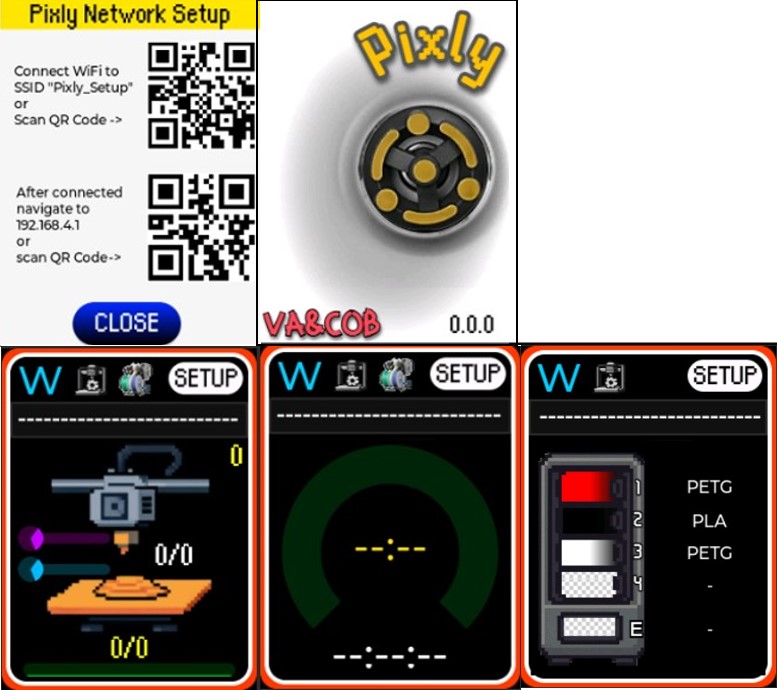 Pixly Network Setup
Connect WiFi to
SSID "Pixly_Setup"
or
Scan QR Code ->
After connected
navigate to
192.168.4.1
or
scan QR Code->
CLOSE
Pixly
VA&COB
0.0.0
W SETUP
------------------------
0
0/0
0/0
W SETUP
------------------------
--:--
--:--:--
W SETUP
------------------------
1 PETG
2 PLA
3 PETG
4 -
E -